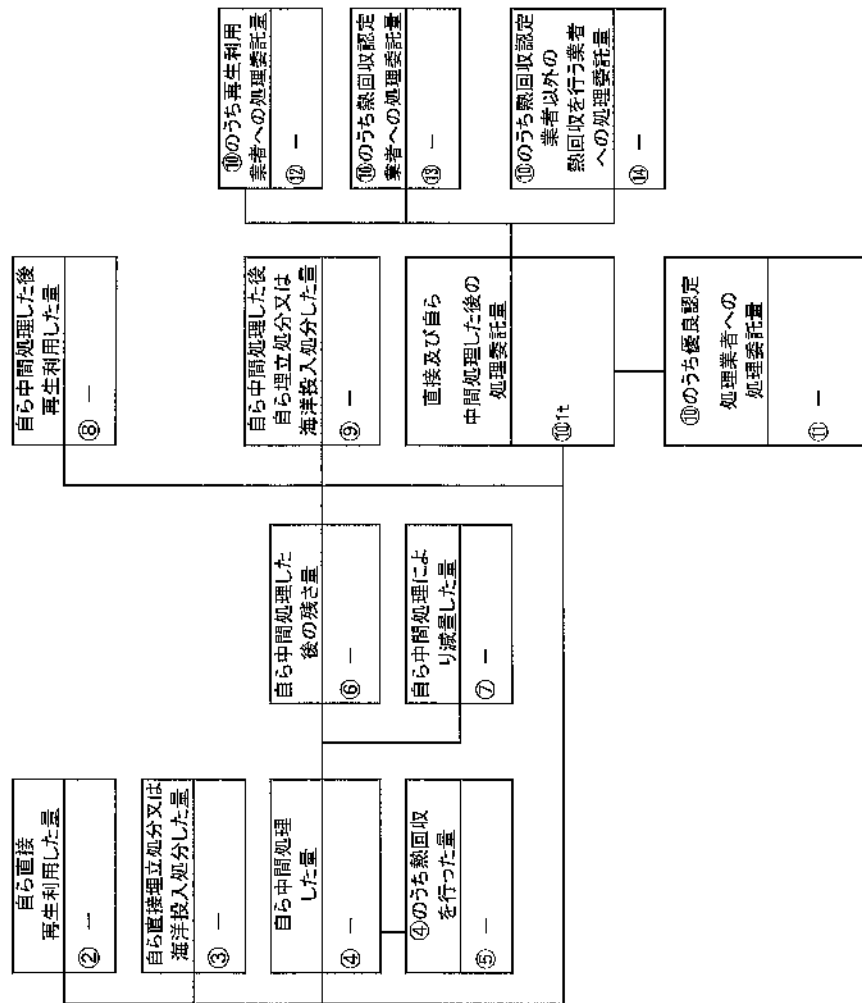 自ら直接
再生利用した量
② ー
自ら直接埋立処分又は
海洋投入処分した量
③ ー
自ら中間処理
した量
④ ー
④のうち熱回収
を行った量
⑤ ー
自ら中間処理した
後の残さ量
⑥ ー
自ら中間処理によ
り減量した量
⑦ ー
自ら中間処理した後
再生利用した量
⑧ ー
自ら中間処理した後
自ら埋立処分又は
海洋投入処分した量
⑨ ー
直接及び自ら
中間処理した後の
処理委託量
⑩1t
⑩のうち優良認定
処理業者への
処理委託量
⑪ ー
⑩のうち再生利用
業者への処理委託量
⑫ ー
⑩のうち熱回収認定
業者への処理委託量
⑬ ー
⑩のうち熱回収認定
業者以外の
熱回収を行う業者
への処理委託量
⑭ ー